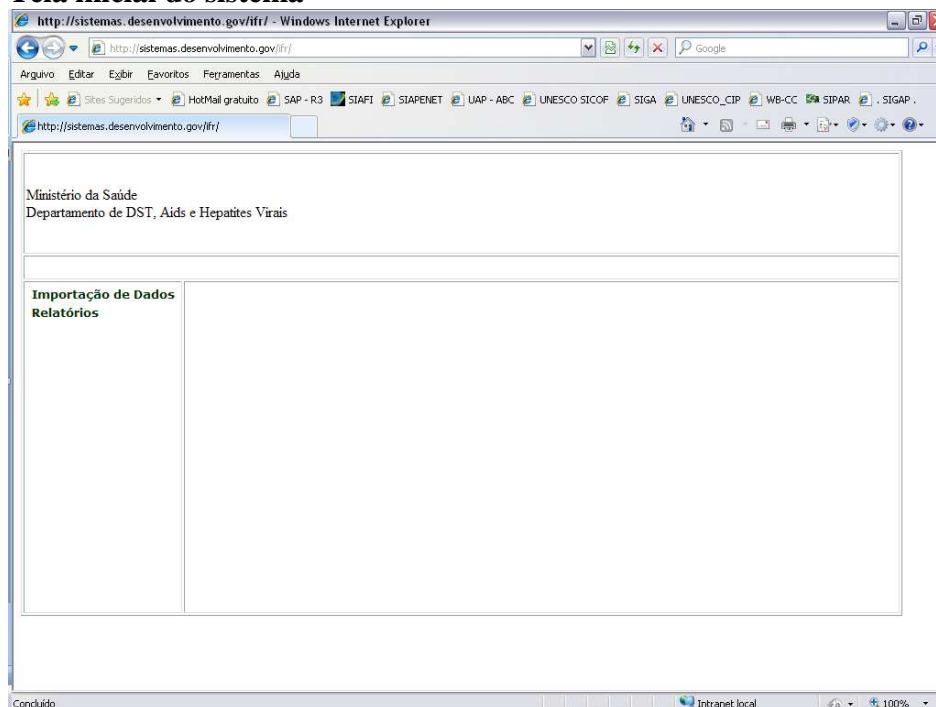 Tela inicial do sistema
http://sistemas.desenvolvimento.gov/ifr/ - Windows Internet Explorer
http://sistemas.desenvolvimento.gov/ifr/
Google
Arquivo Editar Exibir Favoritos Ferramentas Ajuda
Sites Sugeridos HotMail gratuito SAP - R3 SIAFI SIAPENET UAP - ABC UNESCO SICOF SIGA UNESCO_CIP WB-CC SIPAR . SIGAP .
http://sistemas.desenvolvimento.gov/ifr/
Ministério da Saúde
Departamento de DST, Aids e Hepatites Virais
Importação de Dados
Relatórios
Concluído Intranet local 100%